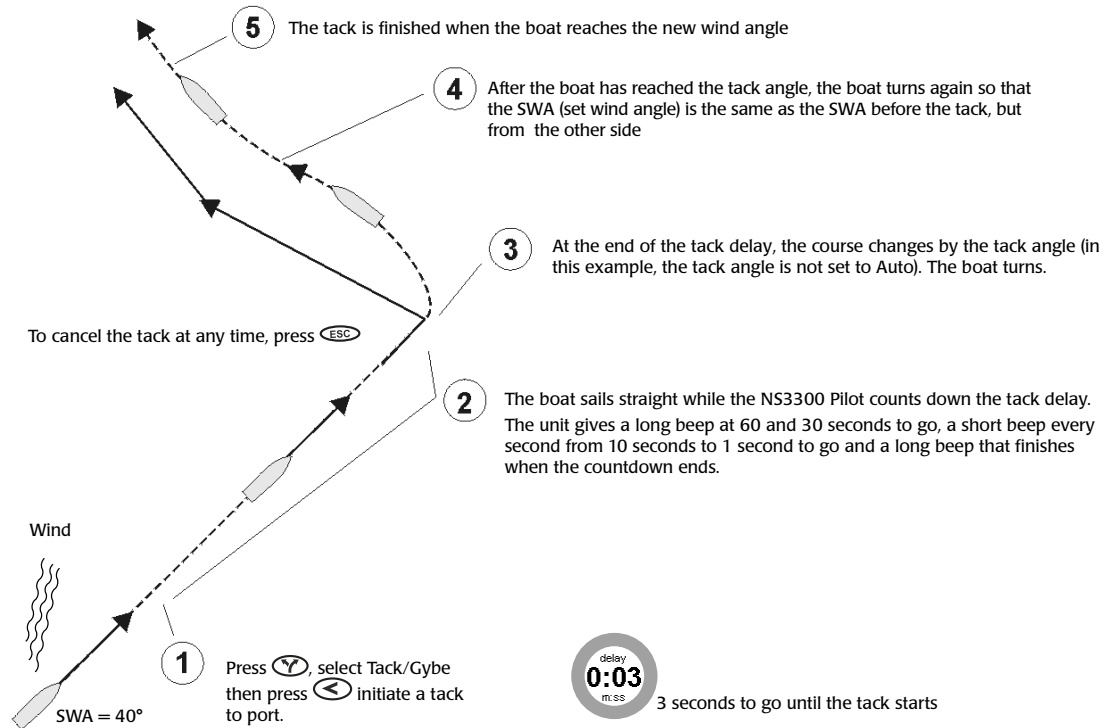 5 The tack is finished when the boat reaches the new wind angle
4 After the boat has reached the tack angle, the boat turns again so that
the SWA (set wind angle) is the same as the SWA before the tack, but
from the other side
3 At the end of the tack delay, the course changes by the tack angle (in
this example, the tack angle is not set to Auto). The boat turns.
To cancel the tack at any time, press ESC
2 The boat sails straight while the NS3300 Pilot counts down the tack delay.
The unit gives a long beep at 60 and 30 seconds to go, a short beep every
second from 10 seconds to 1 second to go and a long beep that finishes
when the countdown ends.
Wind
SWA = 40°
1 Press , select Tack/Gybe
then press < initiate a tack
to port.
delay
0:03
m:ss
3 seconds to go until the tack starts